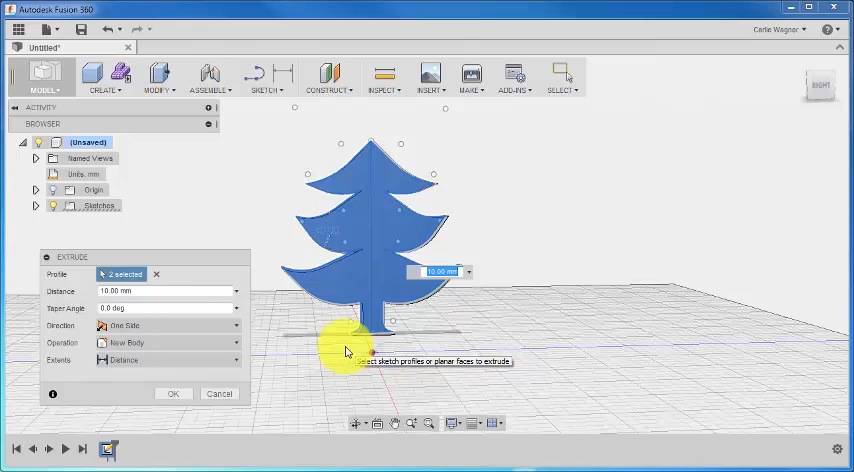 Autodesk Fusion 360
Carlie Wagner
Untitled*
MODEL
CREATE
MODIFY
ASSEMBLE
SKETCH
CONSTRUCT
INSPECT
INSERT
MAKE
ADD-INS
SELECT
RIGHT
ACTIVITY
BROWSER
(Unsaved)
Named Views
Units: mm
Origin
Sketches
EXTRUDE
Profile
2 selected
Distance
10.00 mm
10.00 mm
Taper Angle
0.0 deg
Direction
One Side
Operation
New Body
Extents
Distance
Select sketch profiles or planar faces to extrude
OK
Cancel